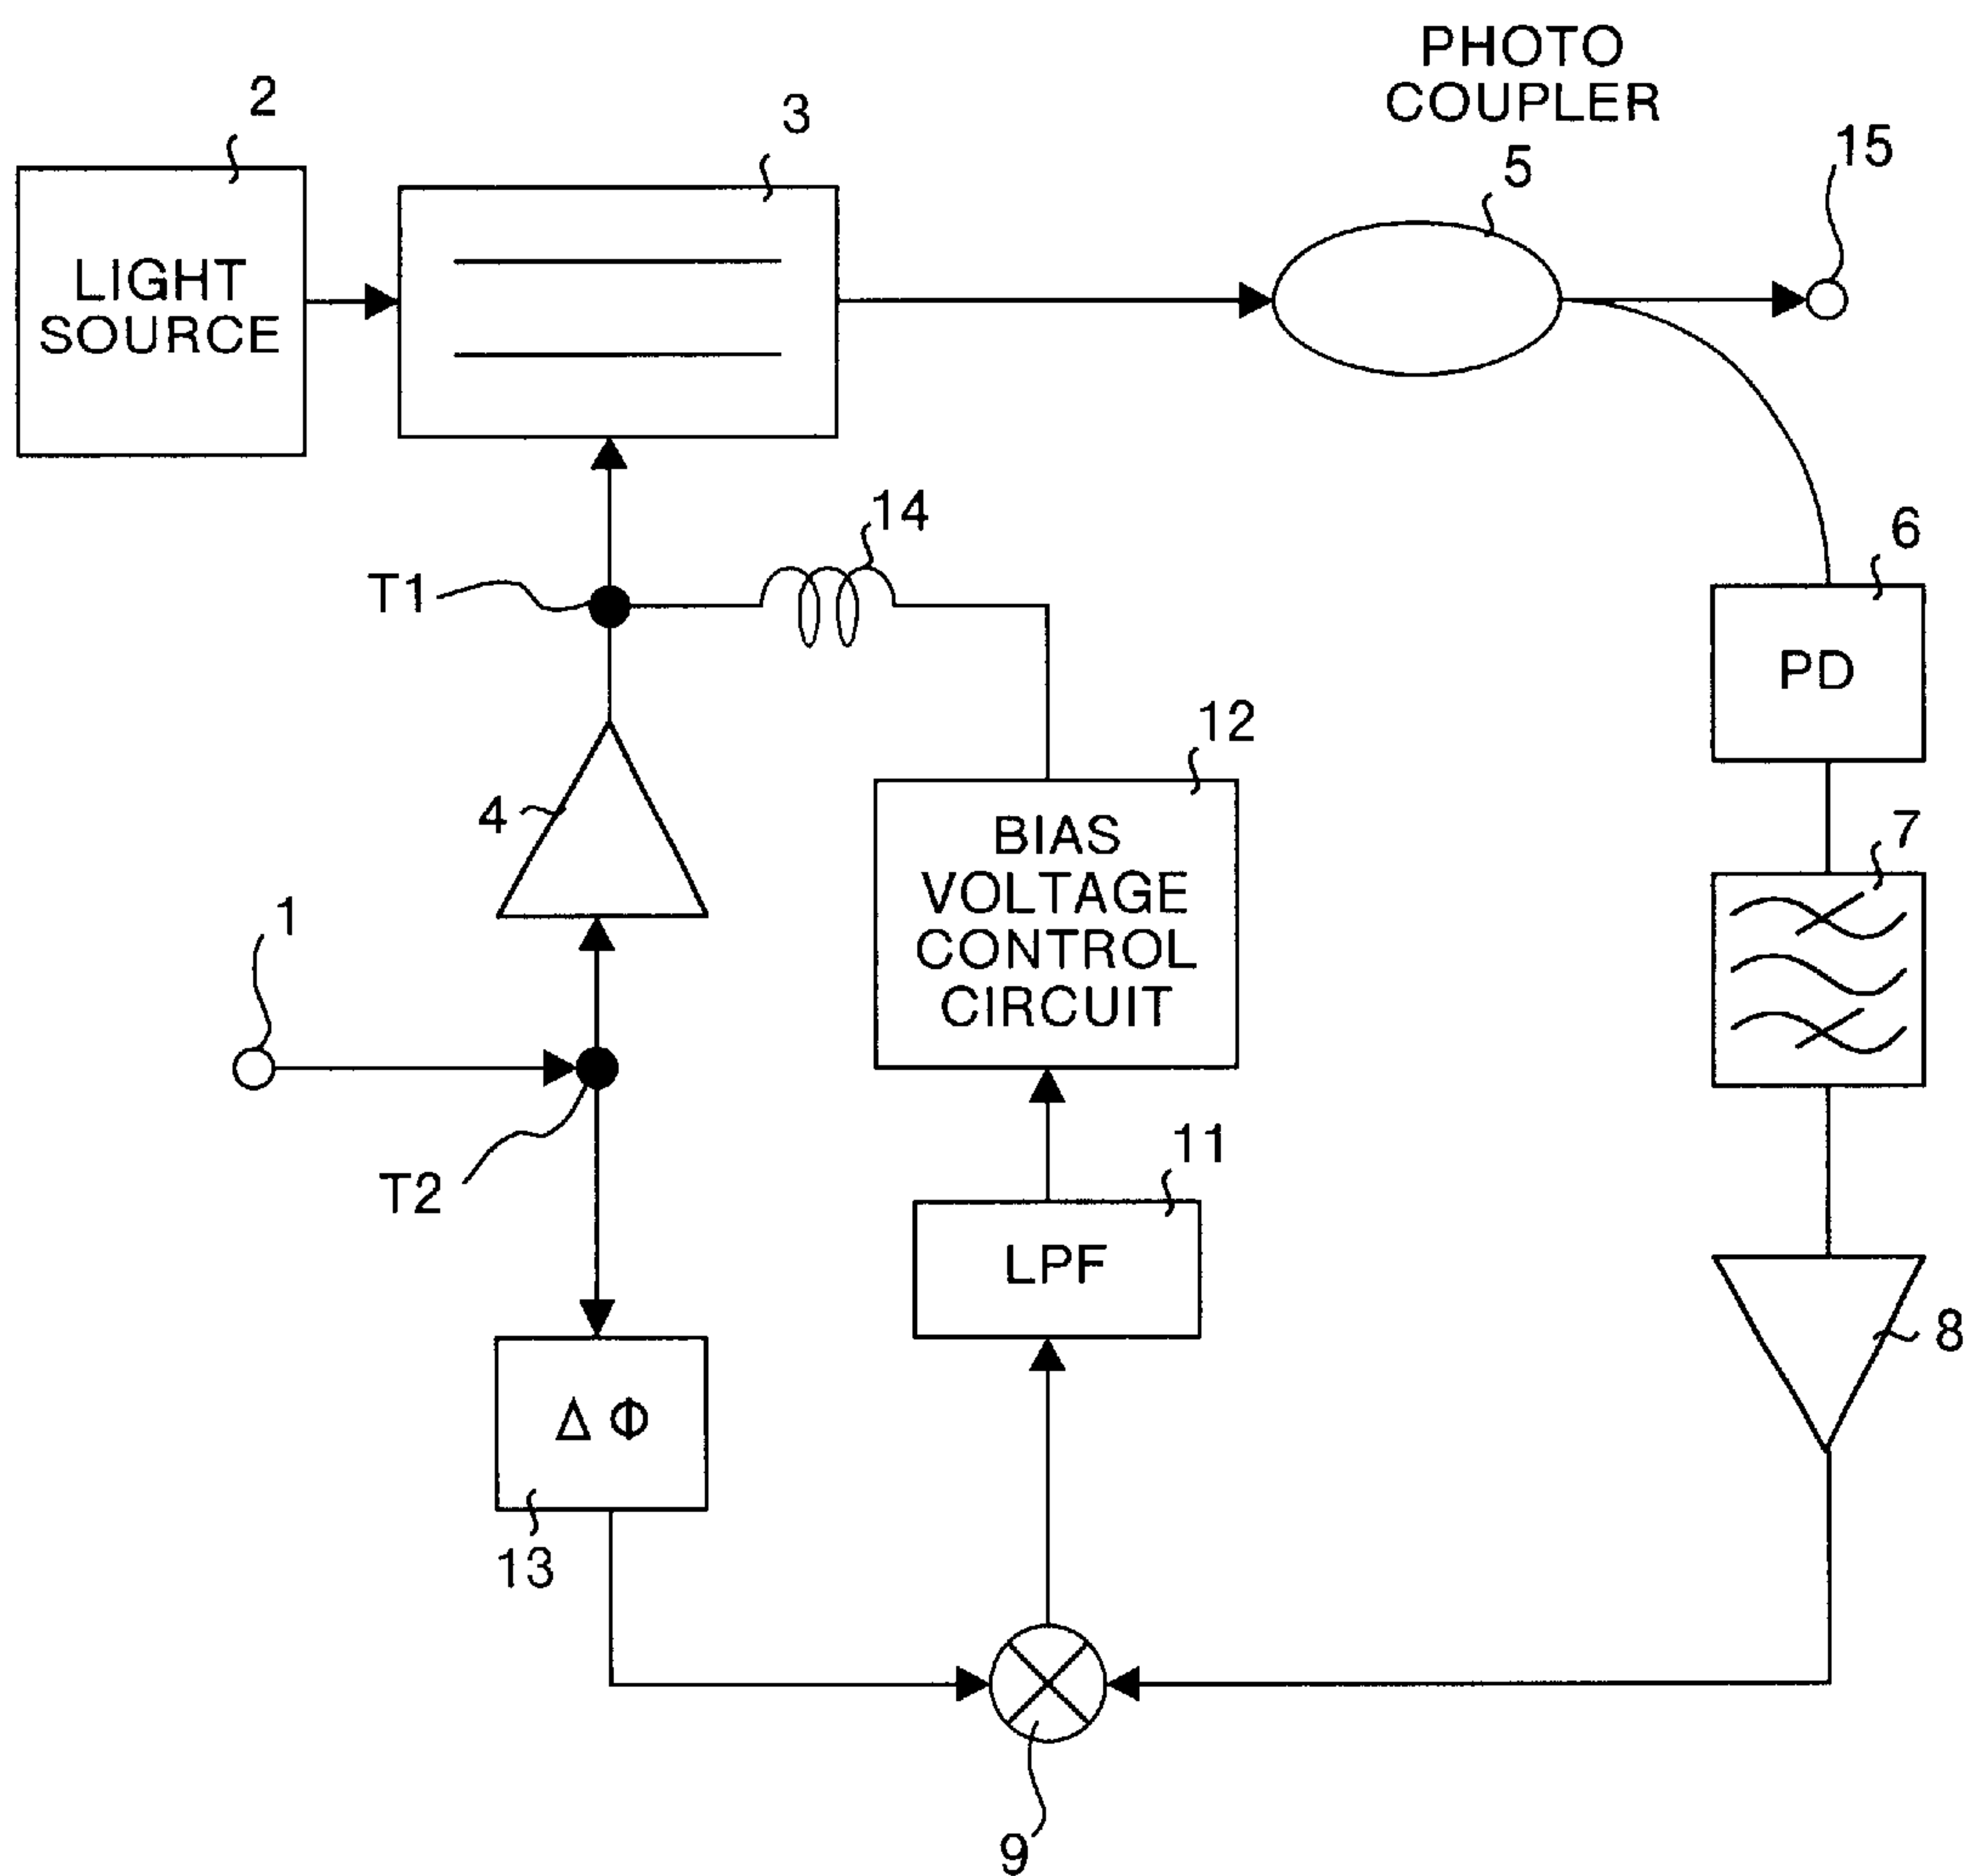 PHOTO
COUPLER
2
3
5
15
LIGHT
SOURCE
14
T1
6
PD
12
4
BIAS
VOLTAGE
CONTROL
CIRCUIT
7
1
T2
11
LPF
8
Δ Φ
13
9